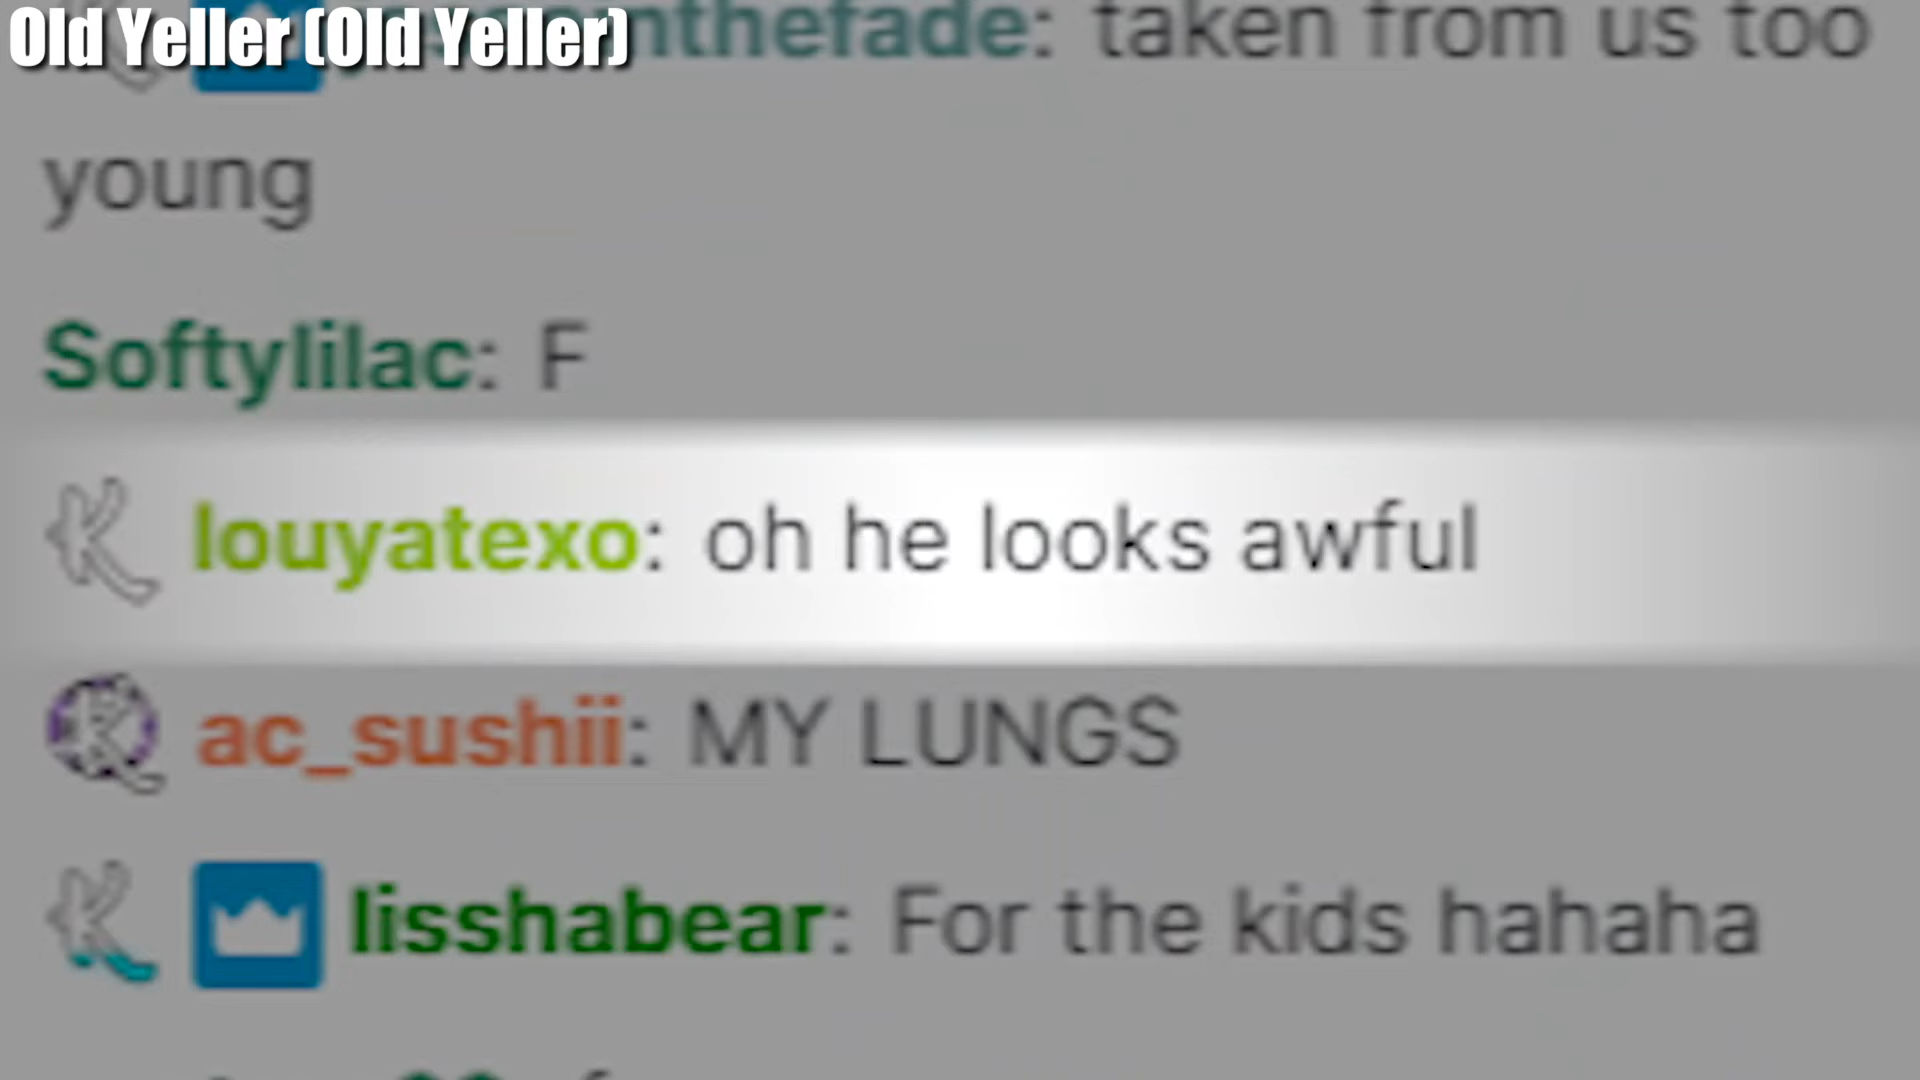 Old Yeller (Old Yeller)
mthefade: taken from us too
young
Softylilac: F
louyatexo: oh he looks awful
ac_sushii: MY LUNGS
lisshabear: For the kids hahaha